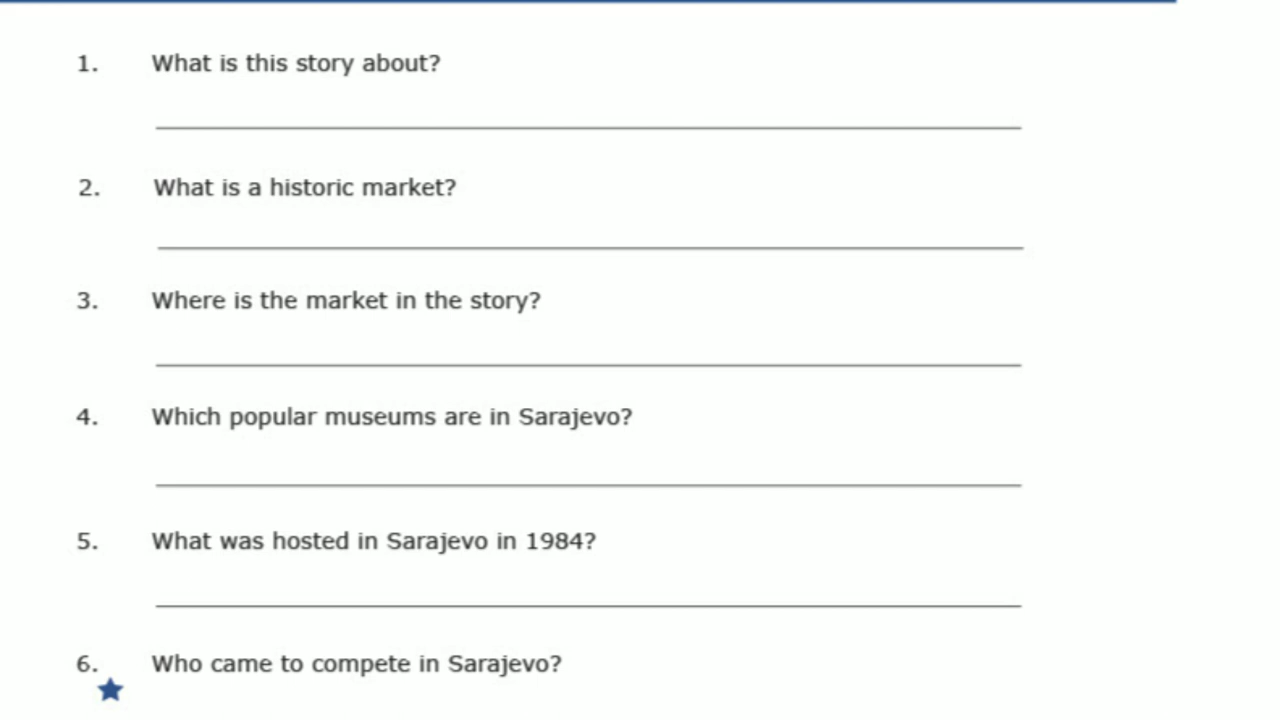 1. What is this story about?
2. What is a historic market?
3. Where is the market in the story?
4. Which popular museums are in Sarajevo?
5. What was hosted in Sarajevo in 1984?
6. Who came to compete in Sarajevo?